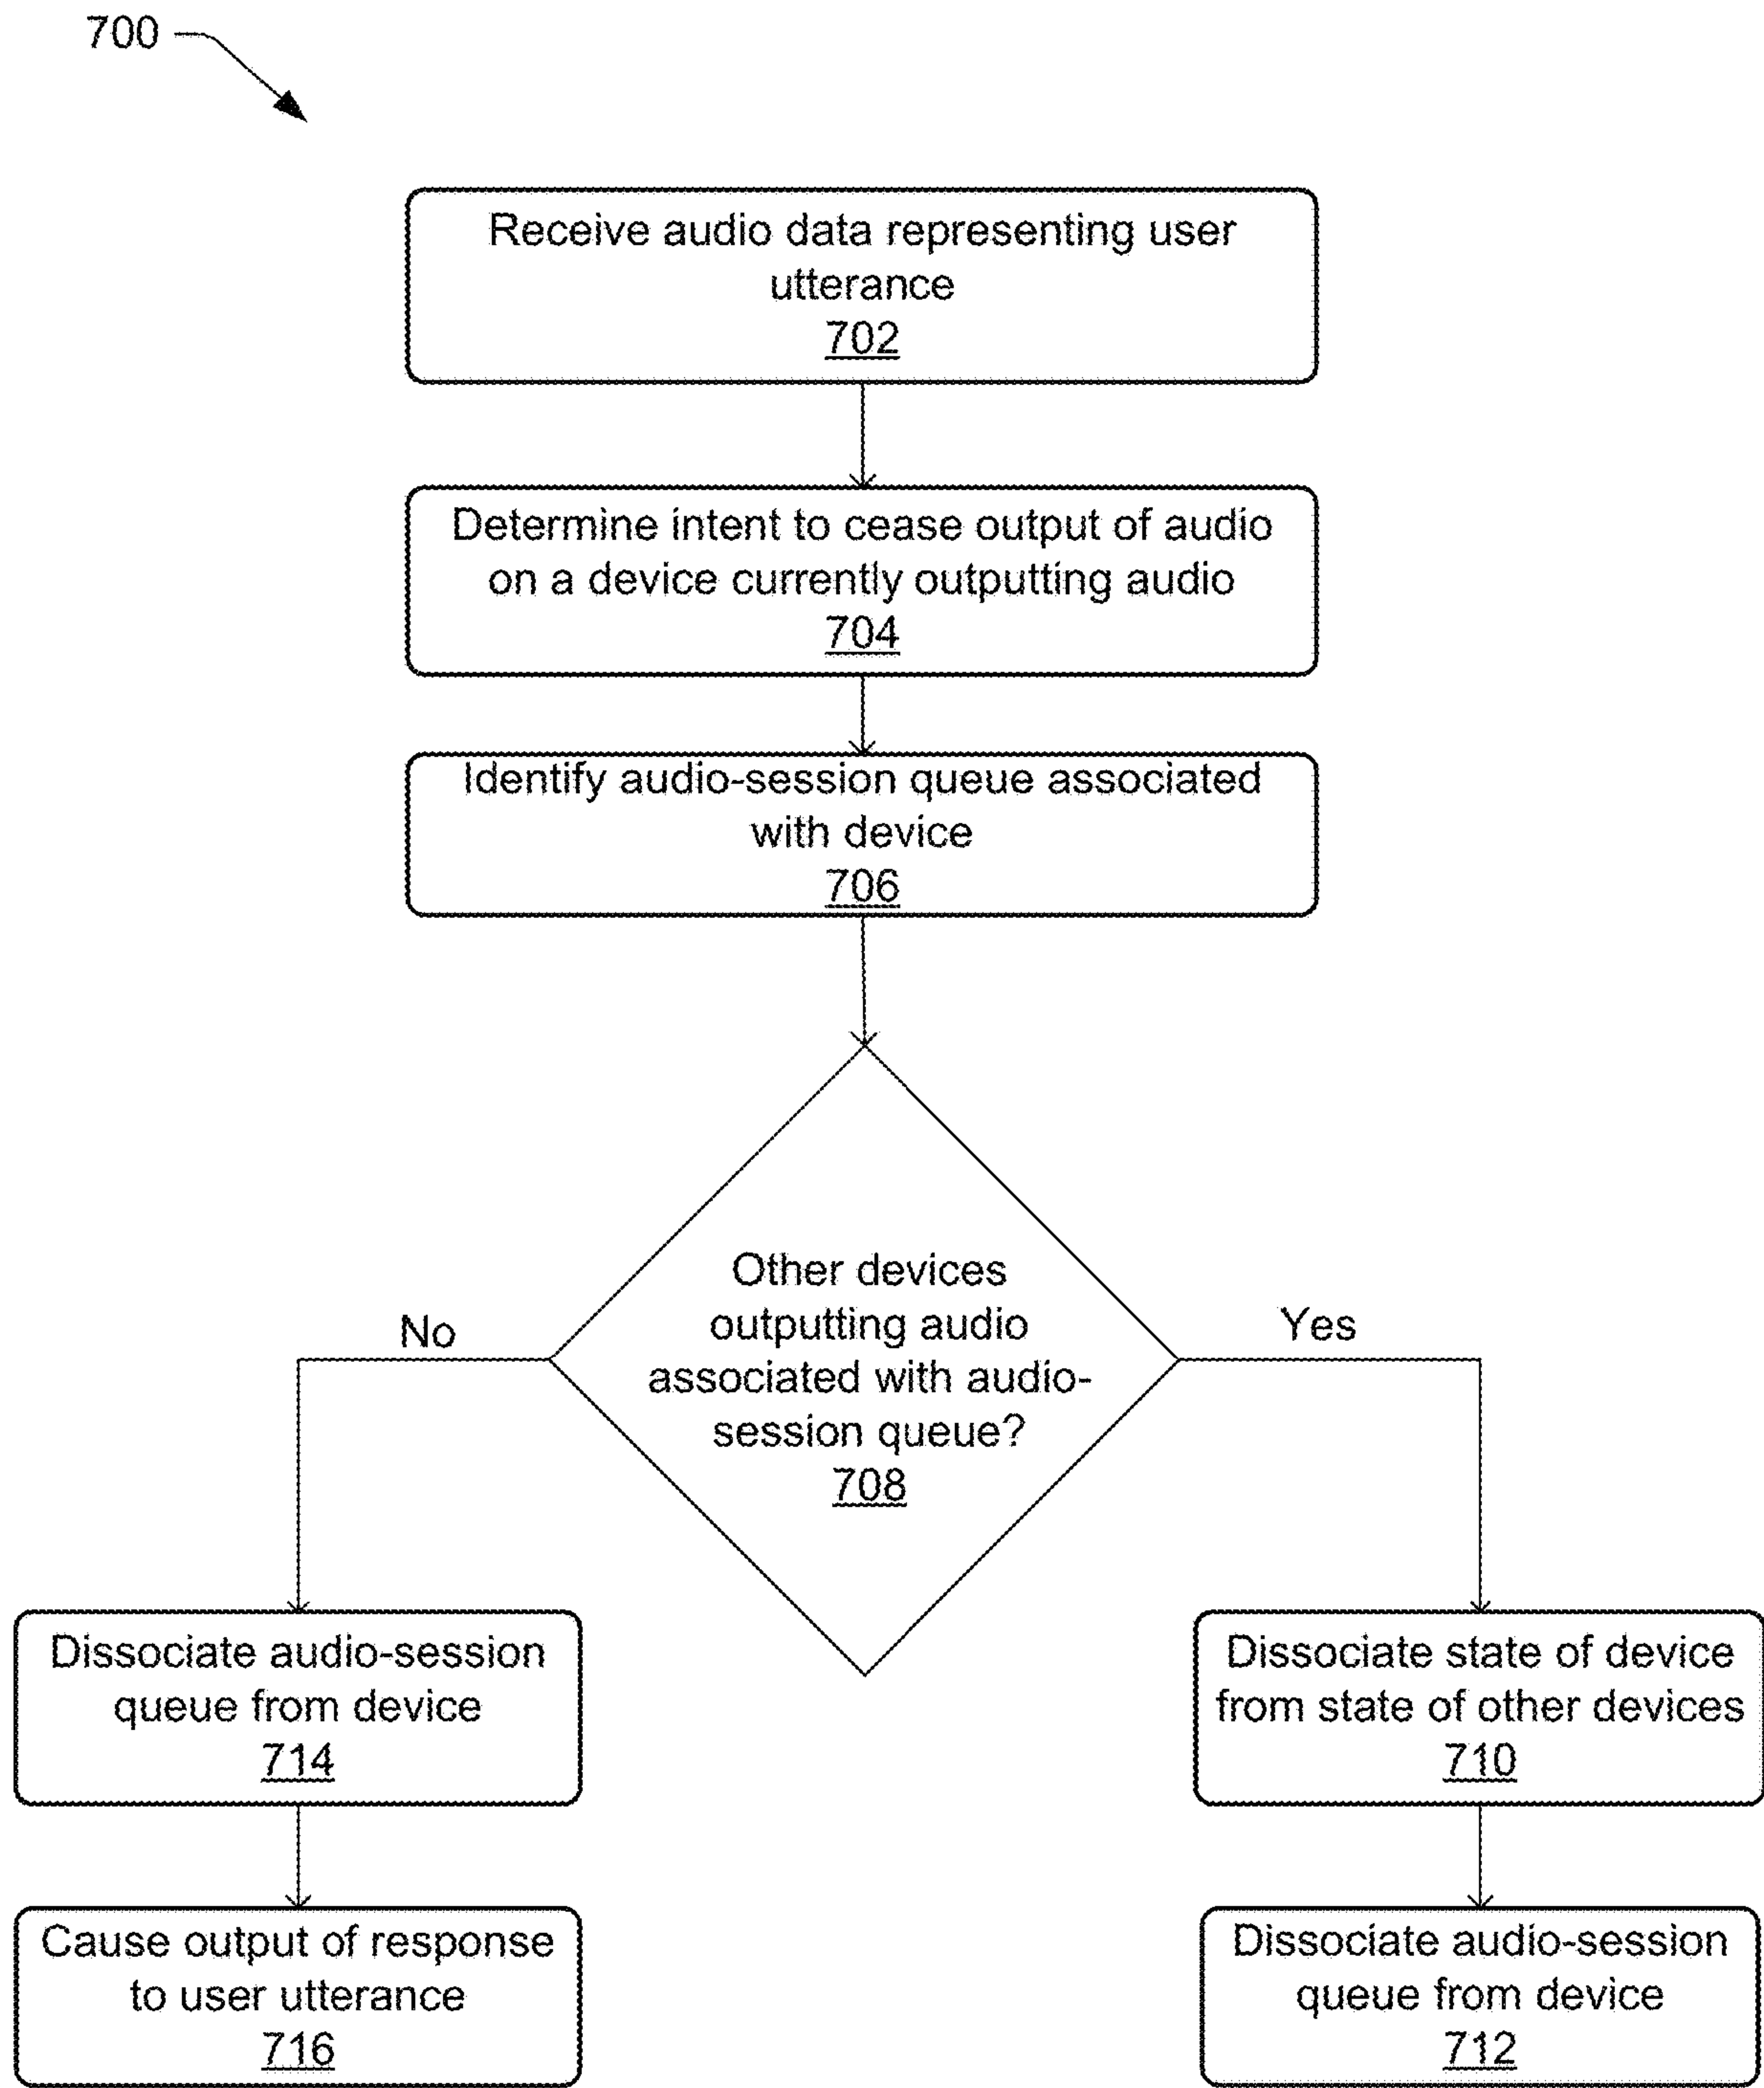 700
Receive audio data representing user
utterance
702
Determine intent to cease output of audio
on a device currently outputting audio
704
Identify audio-session queue associated
with device
706
Other devices
outputting audio
associated with audio-
session queue?
708
No
Yes
Dissociate audio-session
queue from device
714
Dissociate state of device
from state of other devices
710
Cause output of response
to user utterance
716
Dissociate audio-session
queue from device
712